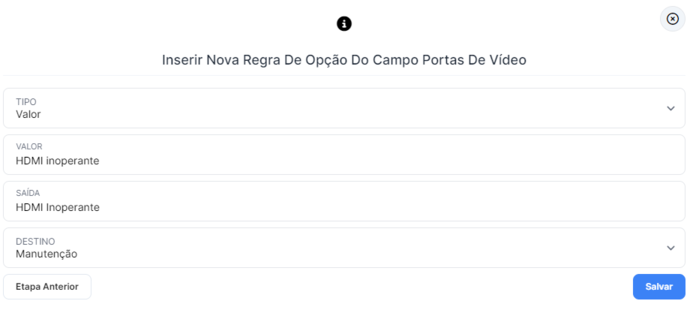 Inserir Nova Regra De Opção Do Campo Portas De Vídeo
TIPO
Valor
VALOR
HDMI inoperante
SAÍDA
HDMI Inoperante
DESTINO
Manutenção
Etapa Anterior
Salvar